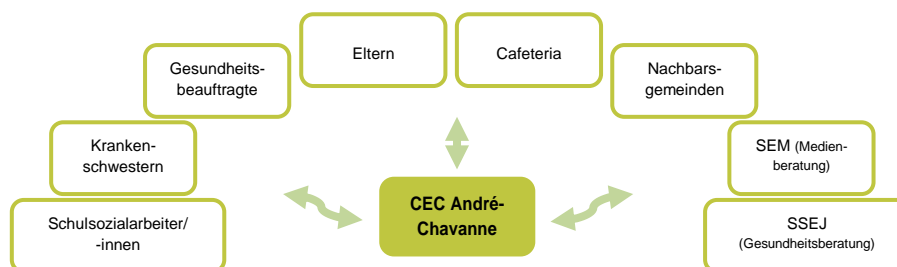 Eltern
Cafeteria
Gesundheits-
beauftragte
Nachbars-
gemeinden
Kranken-
schwestern
SEM (Medien-
beratung)
CEC André-
Chavanne
Schulsozialarbeiter/
-innen
SSEJ
(Gesundheitsberatung)